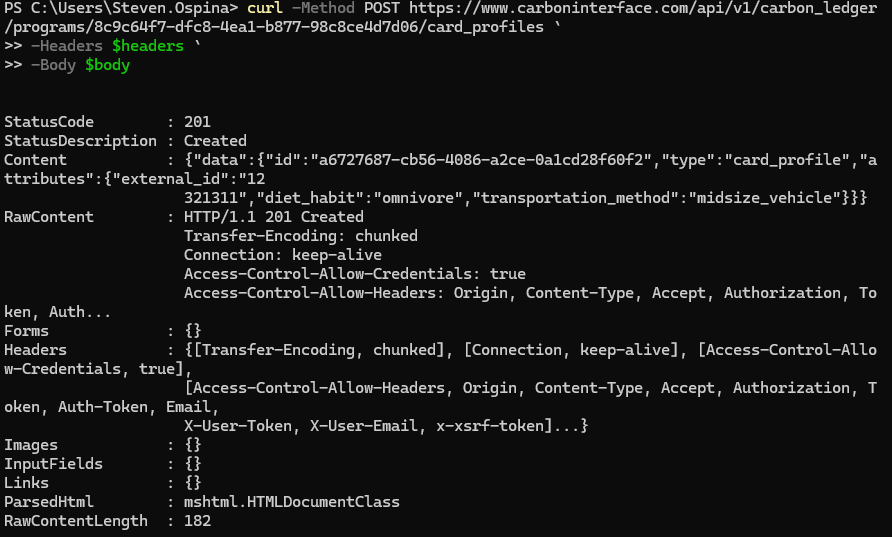 PS C:\Users\Steven.Ospina> curl -Method POST https://www.carboninterface.com/api/v1/carbon_ledger
/programs/8c9c64f7-dfc8-4ea1-b877-98c8ce4d7d06/card_profiles `
>> -Headers $headers `
>> -Body $body
StatusCode        : 201
StatusDescription : Created
Content           : {"data":{"id":"a6727687-cb56-4086-a2ce-0a1cd28f60f2","type":"card_profile","a
ttributes":{"external_id":"12
                    321311","diet_habit":"omnivore","transportation_method":"midsize_vehicle"}}}
RawContent        : HTTP/1.1 201 Created
                    Transfer-Encoding: chunked
                    Connection: keep-alive
                    Access-Control-Allow-Credentials: true
                    Access-Control-Allow-Headers: Origin, Content-Type, Accept, Authorization, To
ken, Auth...
Forms             : {}
Headers           : {[Transfer-Encoding, chunked], [Connection, keep-alive], [Access-Control-Allo
w-Credentials, true],
                    [Access-Control-Allow-Headers, Origin, Content-Type, Accept, Authorization, T
oken, Auth-Token, Email,
                    X-User-Token, X-User-Email, x-xsrf-token]...}
Images            : {}
InputFields       : {}
Links             : {}
ParsedHtml        : mshtml.HTMLDocumentClass
RawContentLength  : 182